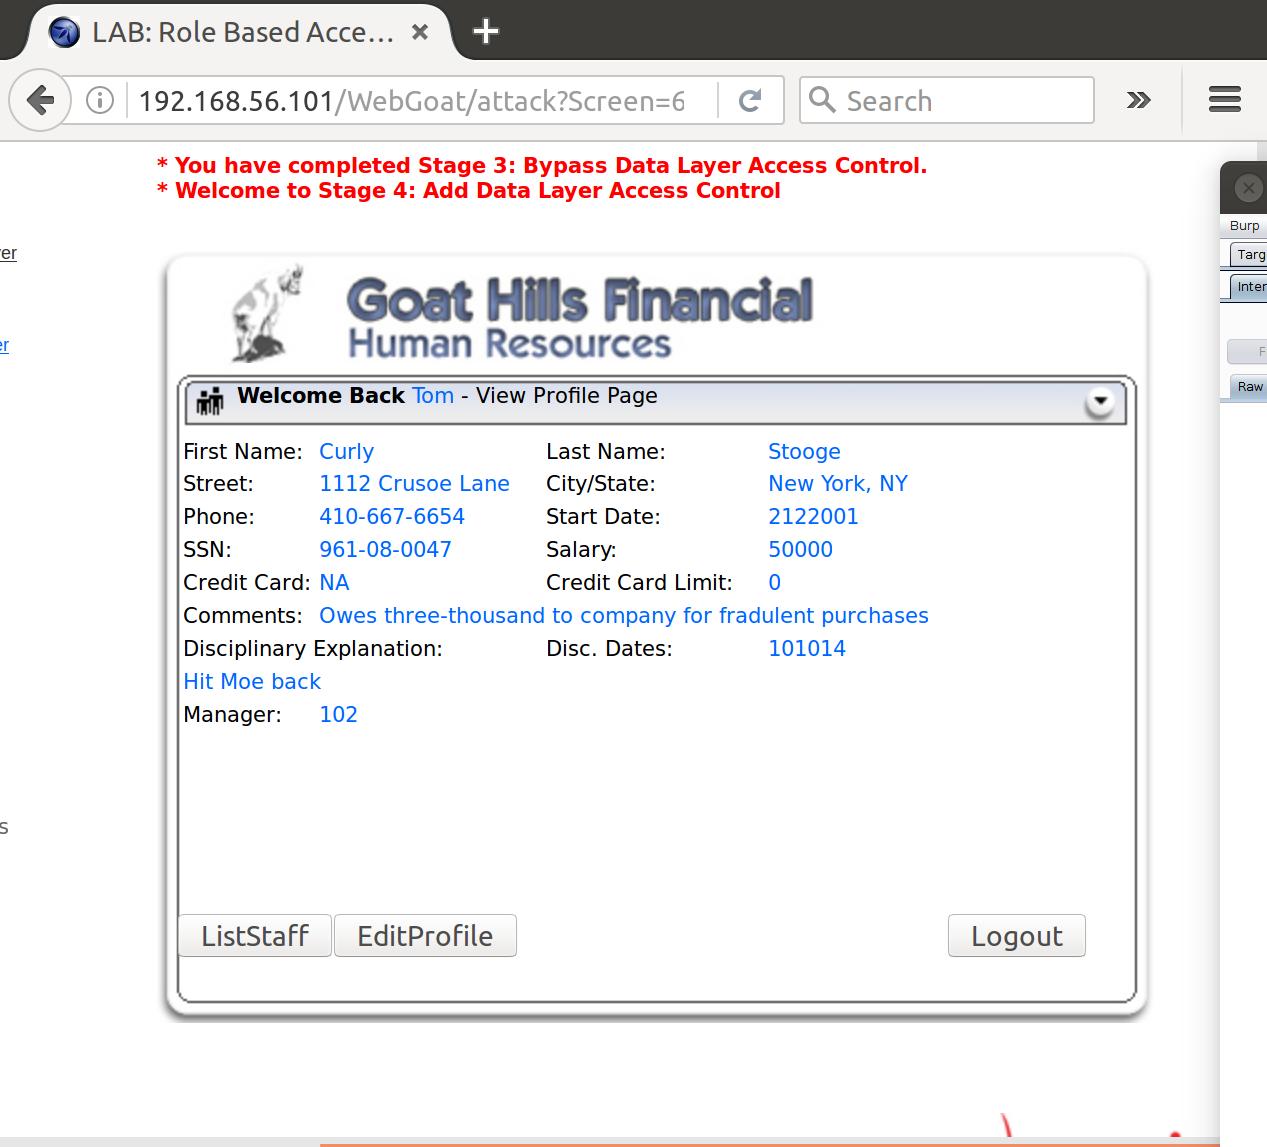 LAB: Role Based Acce...
192.168.56.101/WebGoat/attack?Screen=6
Search
* You have completed Stage 3: Bypass Data Layer Access Control.
* Welcome to Stage 4: Add Data Layer Access Control
Burp
Targ
Inter
F
Raw
ver
er
s
Goat Hills Financial
Human Resources
Welcome Back Tom - View Profile Page
First Name: Curly Last Name: Stooge
Street: 1112 Crusoe Lane City/State: New York, NY
Phone: 410-667-6654 Start Date: 2122001
SSN: 961-08-0047 Salary: 50000
Credit Card: NA Credit Card Limit: 0
Comments: Owes three-thousand to company for fradulent purchases
Disciplinary Explanation: Disc. Dates: 101014
Hit Moe back
Manager: 102
ListStaff EditProfile Logout